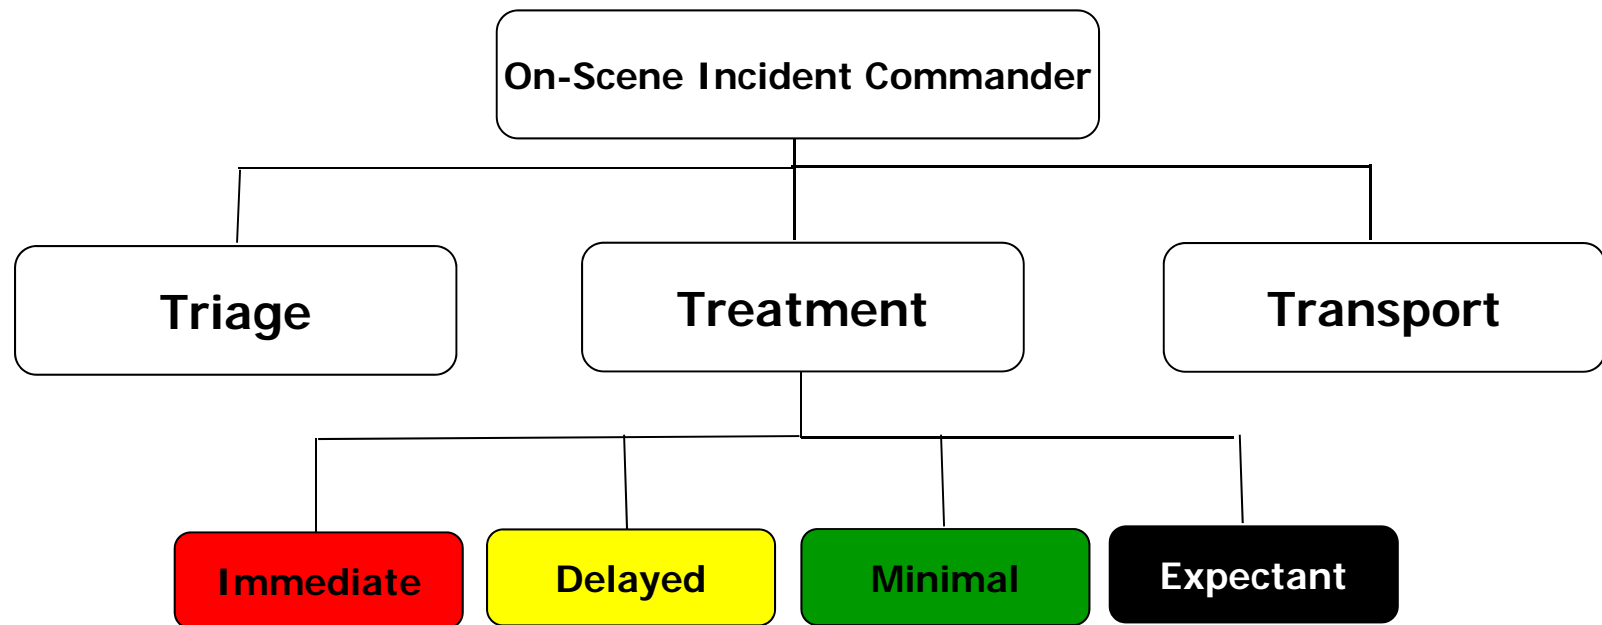 On-Scene Incident Commander
Triage
Treatment
Transport
Immediate
Delayed
Minimal
Expectant